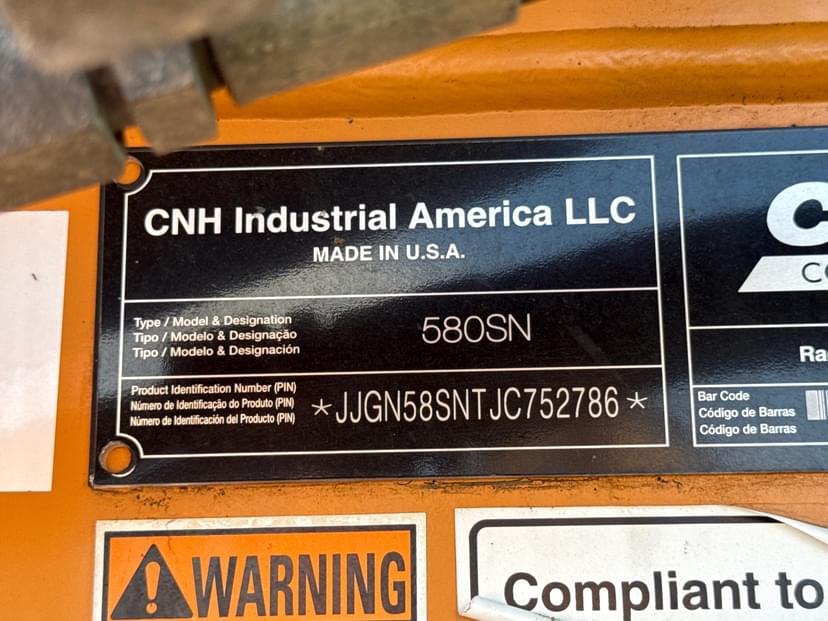 CNH Industrial America LLC
MADE IN U.S.A.
Type / Model & Designation
Tipo / Modelo & Designação
Tipo / Modelo & Designación
580SN
Product Identification Number (PIN)
Número de Identificação do Produto (PIN)
Número de Identificación del Producto (PIN)
*JJGN58SNTJC752786*
Bar Code
Código de Barras
Código de Barras
WARNING
Compliant to